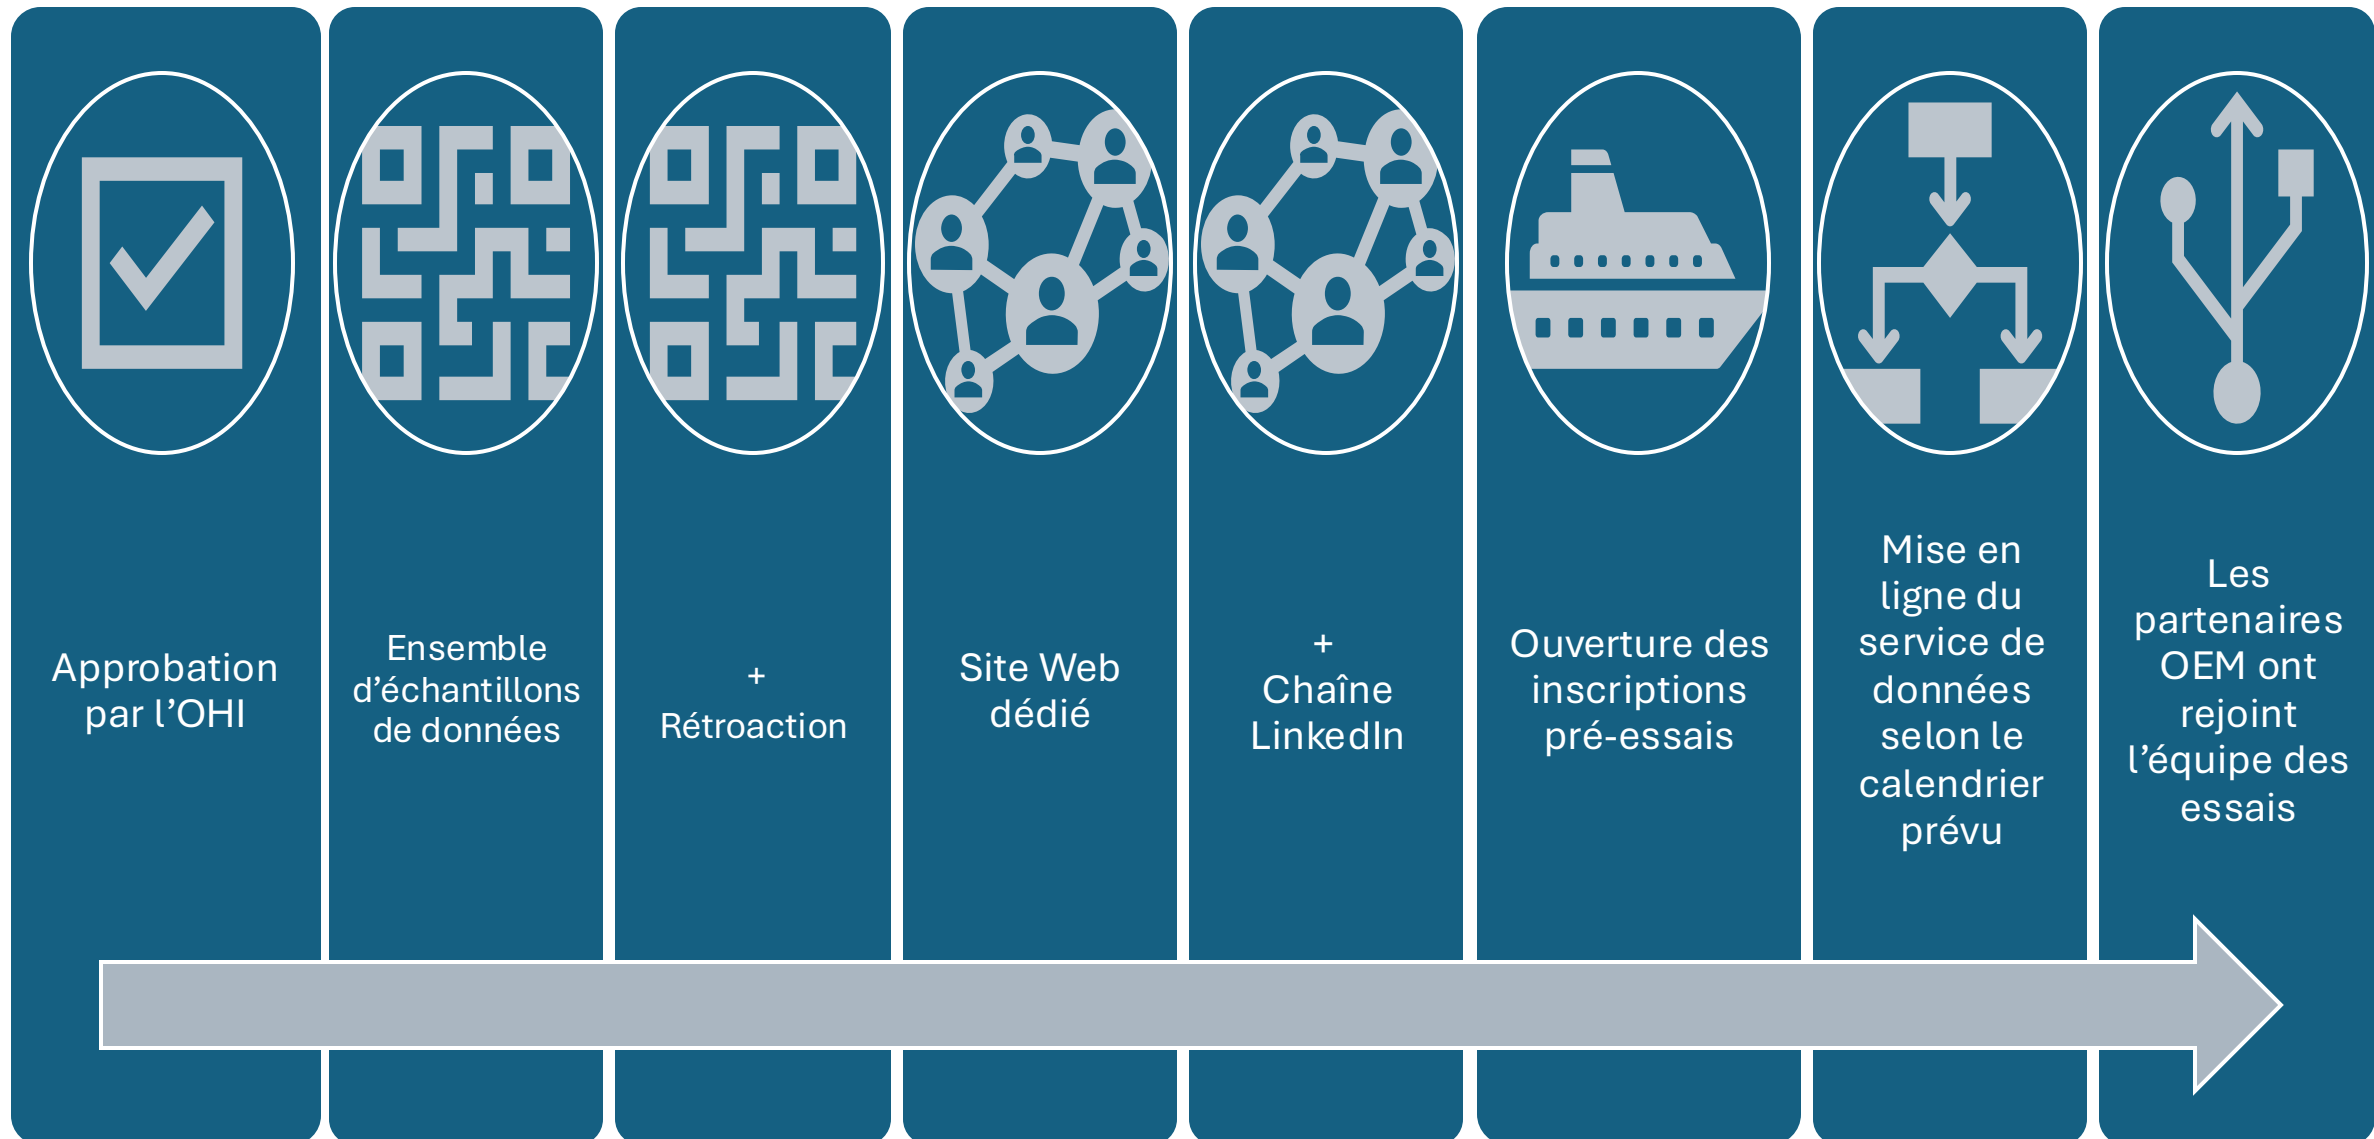 Approbation
par l’OHI
Ensemble
d’échantillons
de données
+
Rétroaction
Site Web
dédié
+
Chaîne
LinkedIn
Ouverture des
inscriptions
pré-essais
Mise en
ligne du
service de
données
selon le
calendrier
prévu
Les
partenaires
OEM ont
rejoint
l’équipe des
essais